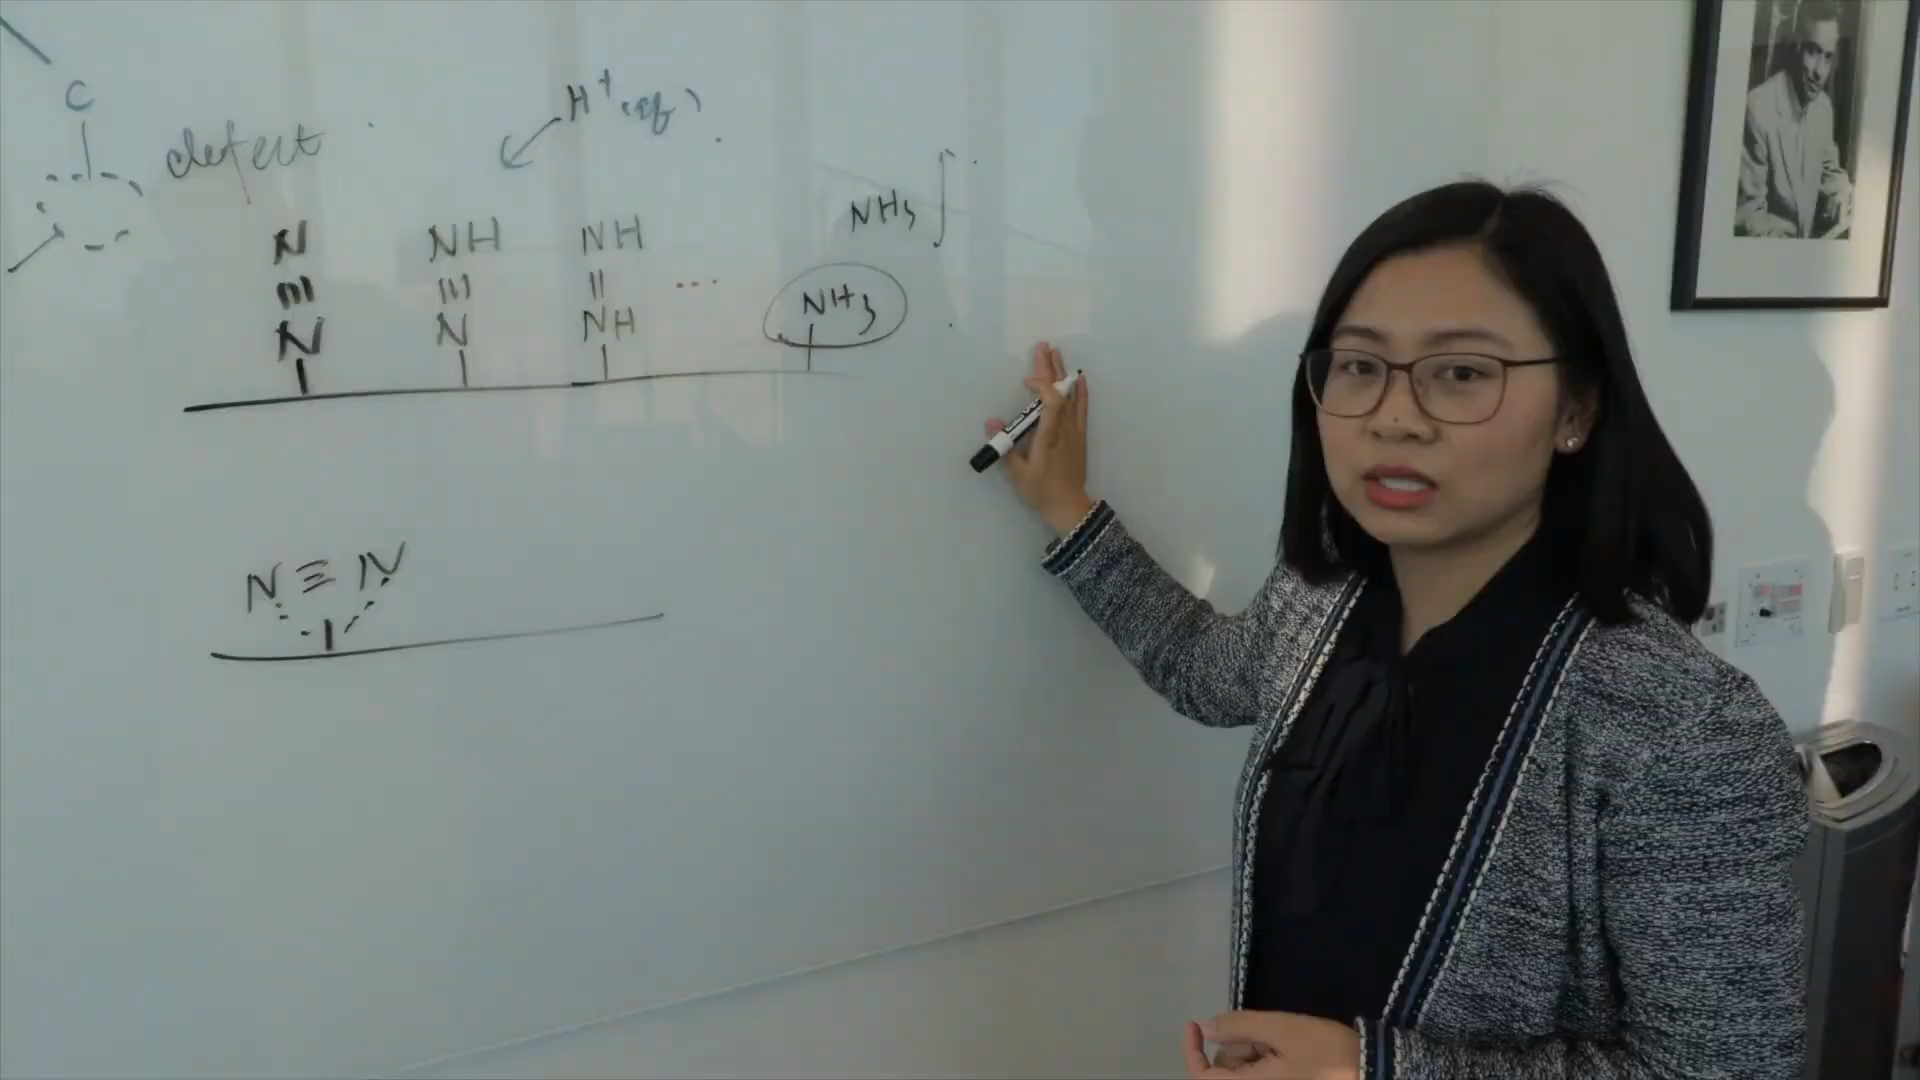 C
defect
H⁺(aq)
NH₃
N NH NH
||| ||| || ...
N N NH NH₃
N≡N